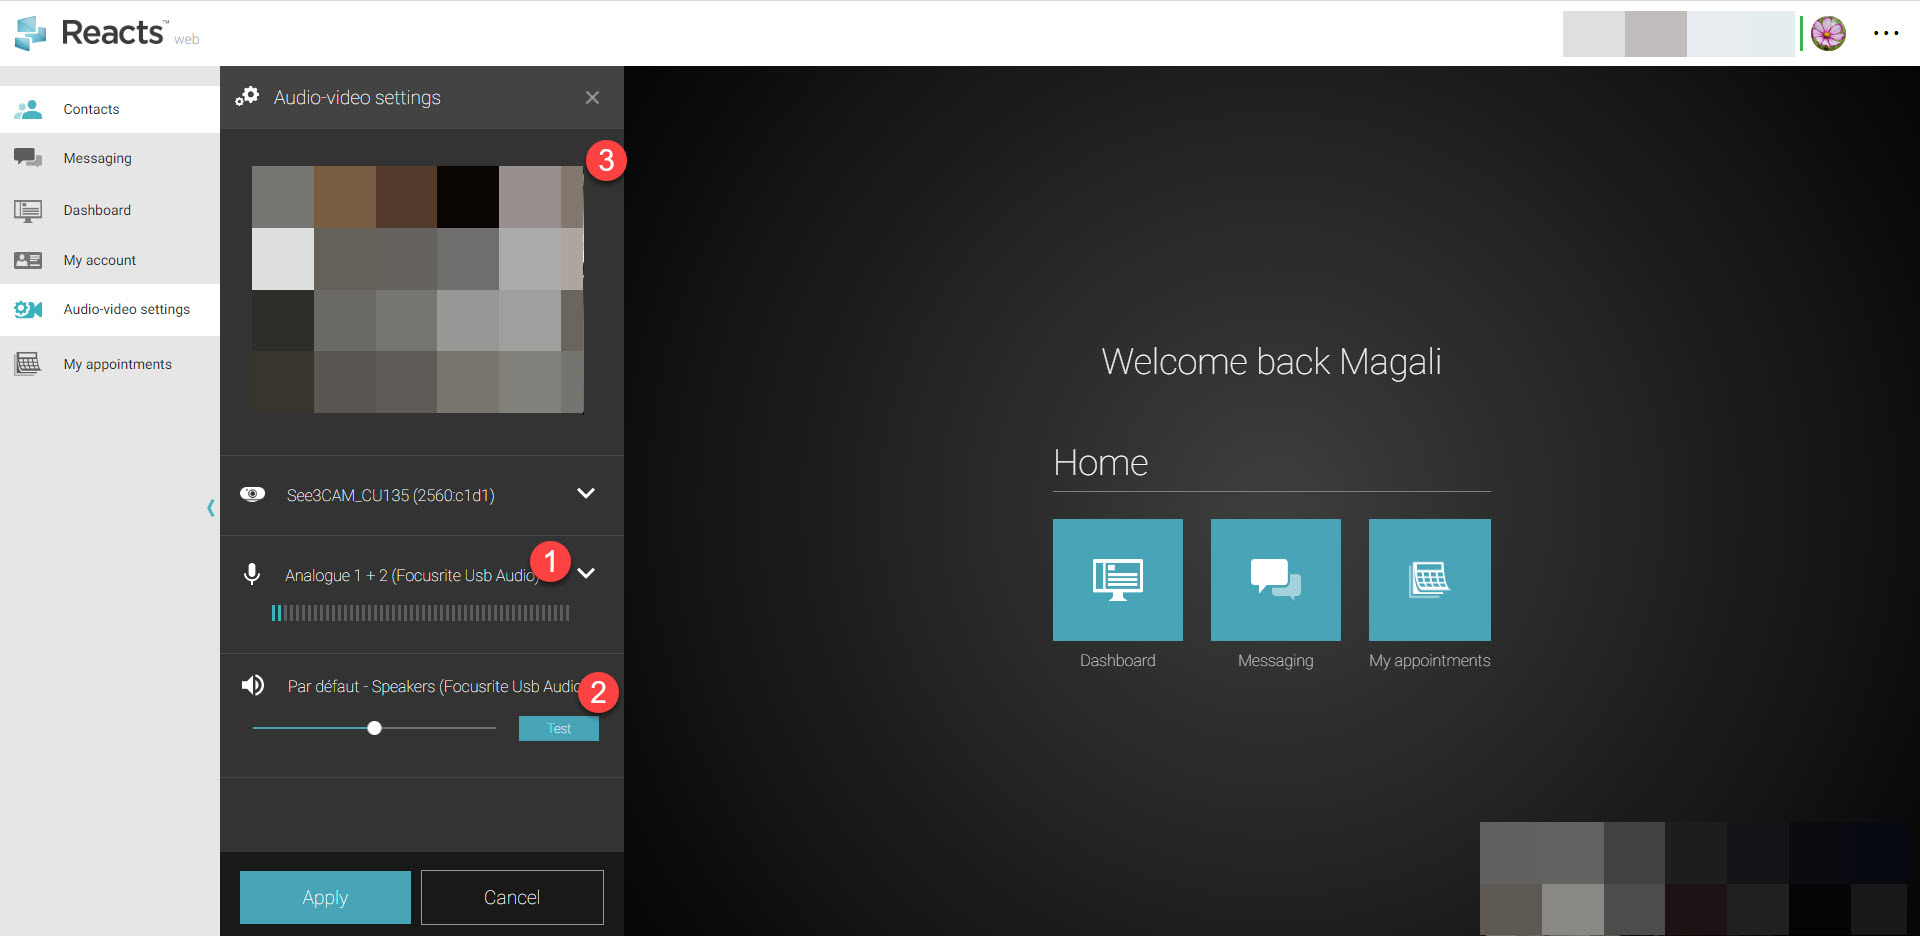 Reacts™ web
Contacts
Messaging
Dashboard
My account
Audio-video settings
My appointments
Audio-video settings
3
See3CAM_CU135 (2560:c1d1)
1
Analogue 1 + 2 (Focusrite Usb Audio)
2
Par défaut - Speakers (Focusrite Usb Audio
Test
Apply
Cancel
Welcome back Magali
Home
Dashboard
Messaging
My appointments